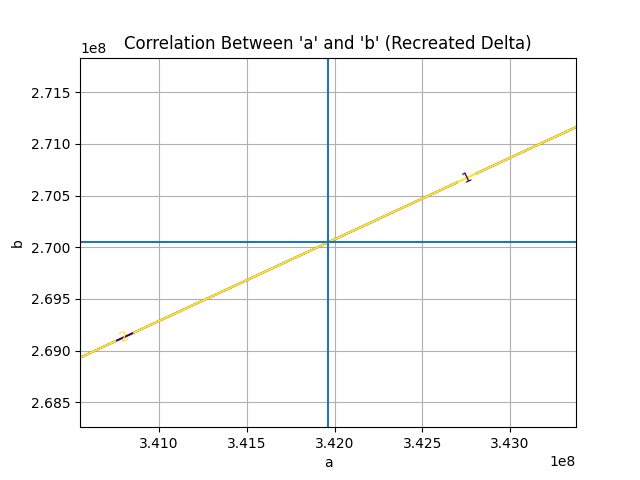 Correlation Between 'a' and 'b' (Recreated Delta)
1e8
2.715
2.710
2.705
2.700
2.695
2.690
2.685
b
1
3.410
3.415
3.420
3.425
3.430
a
1e8